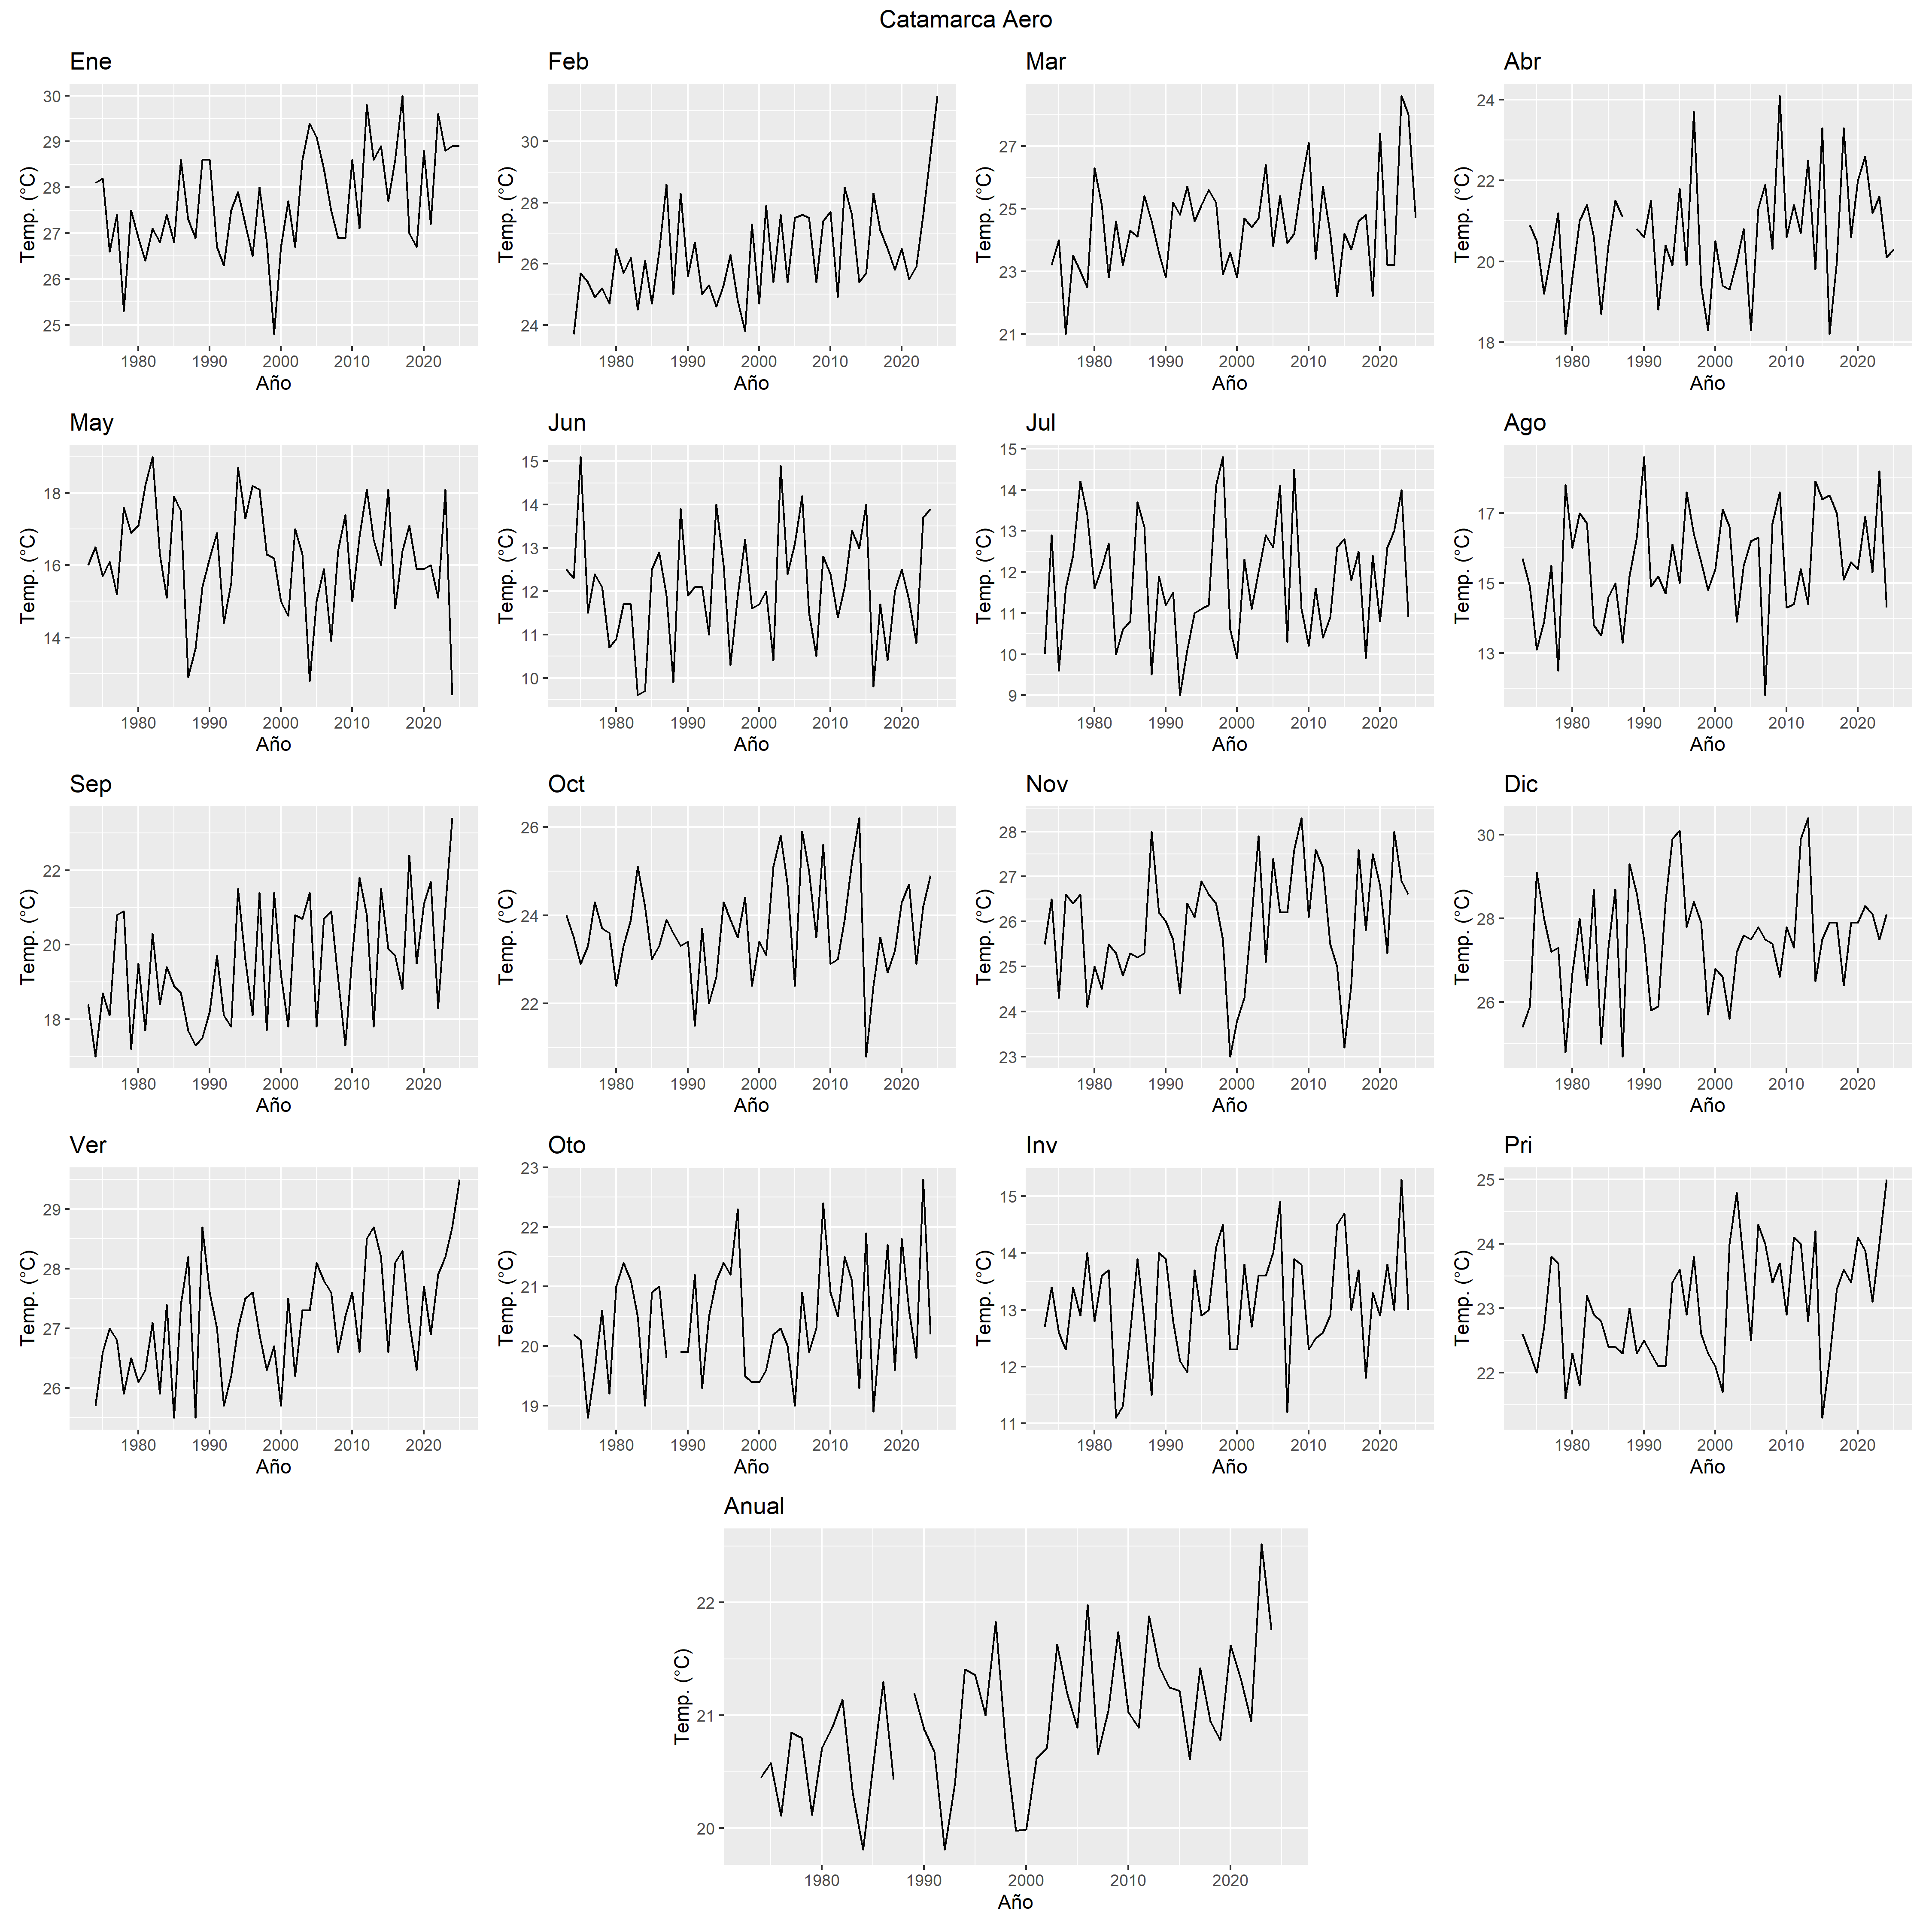 Catamarca Aero
Ene
Feb
Mar
Abr
Temp. (°C)
30
29
28
27
26
25
1980 1990 2000 2010 2020
Año
Temp. (°C)
30
28
26
24
1980 1990 2000 2010 2020
Año
Temp. (°C)
27
25
23
21
1980 1990 2000 2010 2020
Año
Temp. (°C)
24
22
20
18
1980 1990 2000 2010 2020
Año
May
Jun
Jul
Ago
Temp. (°C)
18
16
14
1980 1990 2000 2010 2020
Año
Temp. (°C)
15
14
13
12
11
10
1980 1990 2000 2010 2020
Año
Temp. (°C)
15
14
13
12
11
10
9
1980 1990 2000 2010 2020
Año
Temp. (°C)
17
15
13
1980 1990 2000 2010 2020
Año
Sep
Oct
Nov
Dic
Temp. (°C)
22
20
18
1980 1990 2000 2010 2020
Año
Temp. (°C)
26
24
22
1980 1990 2000 2010 2020
Año
Temp. (°C)
28
27
26
25
24
23
1980 1990 2000 2010 2020
Año
Temp. (°C)
30
28
26
1980 1990 2000 2010 2020
Año
Ver
Oto
Inv
Pri
Temp. (°C)
29
28
27
26
1980 1990 2000 2010 2020
Año
Temp. (°C)
23
22
21
20
19
1980 1990 2000 2010 2020
Año
Temp. (°C)
15
14
13
12
11
1980 1990 2000 2010 2020
Año
Temp. (°C)
25
24
23
22
1980 1990 2000 2010 2020
Año
Anual
Temp. (°C)
22
21
20
1980 1990 2000 2010 2020
Año